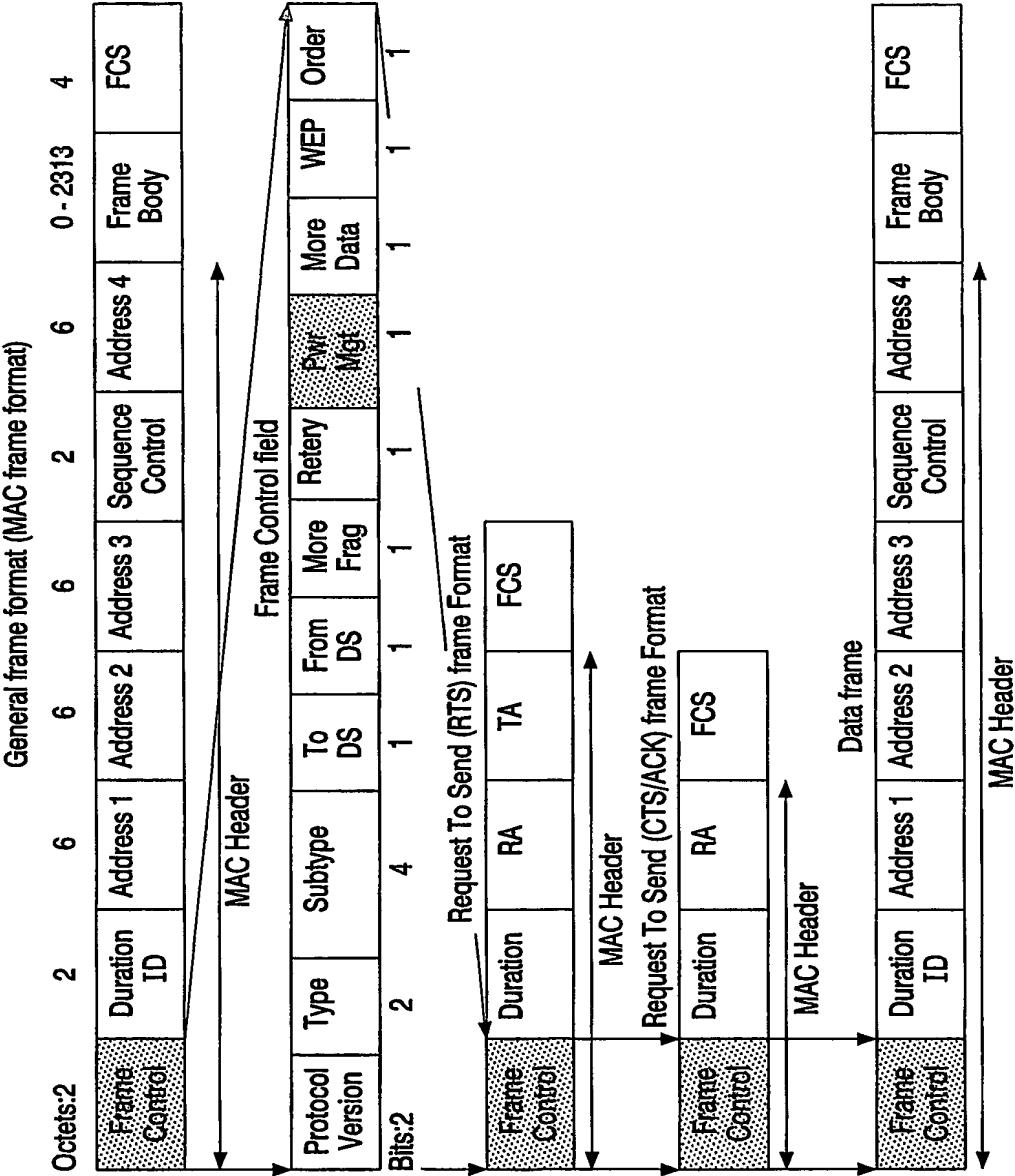 General frame format (MAC frame format)
Octets:2 2 6 6 6 2 6 0 - 2313 4
Frame
Control
Duration
ID
Address 1
Address 2
Address 3
Sequence
Control
Address 4
Frame
Body
FCS
MAC Header
Frame Control field
Protocol
Version
Type
Subtype
To
DS
From
DS
More
Frag
Retery
Pwr
Mgt
More
Data
WEP
Order
Bits:2 2 4 1 1 1 1 1 1 1 1
Request To Send (RTS) frame Format
Frame
Control
Duration
RA
TA
FCS
MAC Header
Request To Send (CTS/ACK) frame Format
Frame
Control
Duration
RA
FCS
MAC Header
Data frame
Frame
Control
Duration
ID
Address 1
Address 2
Address 3
Sequence
Control
Address 4
Frame
Body
FCS
MAC Header